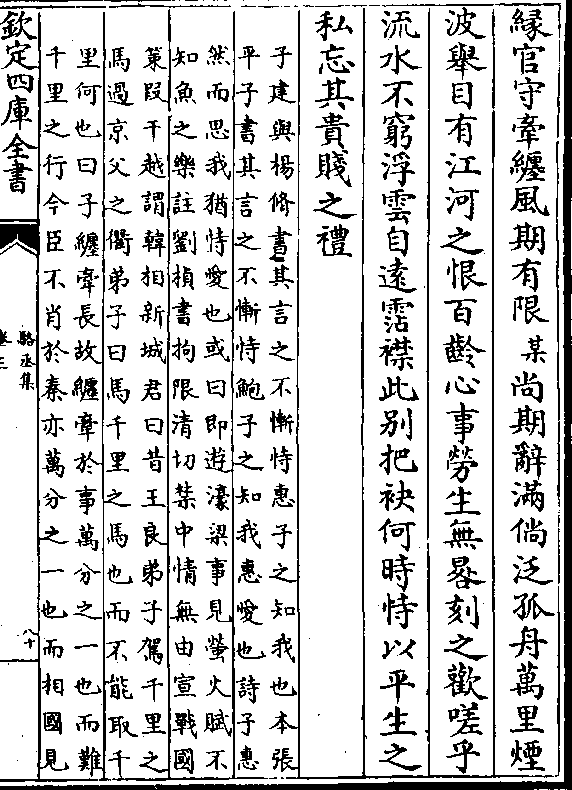 緣官守牽纏風期有限某尚期辭滿倘泛孤舟萬里煙
波舉目有江河之恨百齡心事勞生無晷刻之歡嗟乎
流水不窮浮雲自遠霑襟此別把袂何時恃以平生之
私忘其貴賤之禮
子建與楊脩書其言之不慚恃惠子之知我也本張
平子書其言之不慚恃鮑子之知我惠愛也詩子惠
然而思我猶恃愛也或曰即遊濠梁事見螢火賦不
知魚之樂註劉楨書拘限清切禁中情無由宣戰國
策段干越謂韓相新城君曰昔王良弟子駕千里之
馬過京父之衢弟子曰馬千里之馬也而不能取千
里何也曰子纏牽長故纏牽於事萬分之一也而難
千里之行今臣不肖於秦亦萬分之一也而相國見
欽定四庫全書
駱丞集
卷三
八十